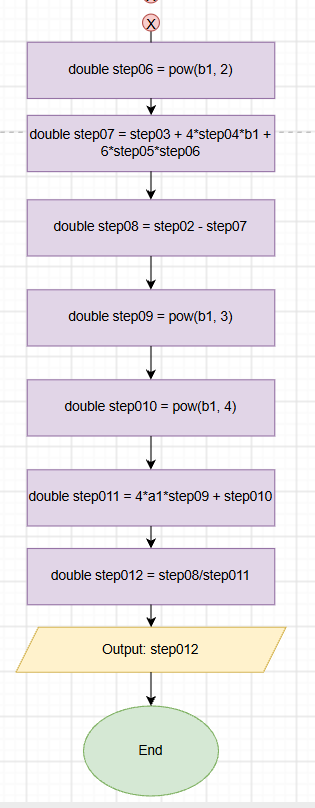 X
double step06 = pow(b1, 2)
double step07 = step03 + 4*step04*b1 +
6*step05*step06
double step08 = step02 - step07
double step09 = pow(b1, 3)
double step010 = pow(b1, 4)
double step011 = 4*a1*step09 + step010
double step012 = step08/step011
Output: step012
End